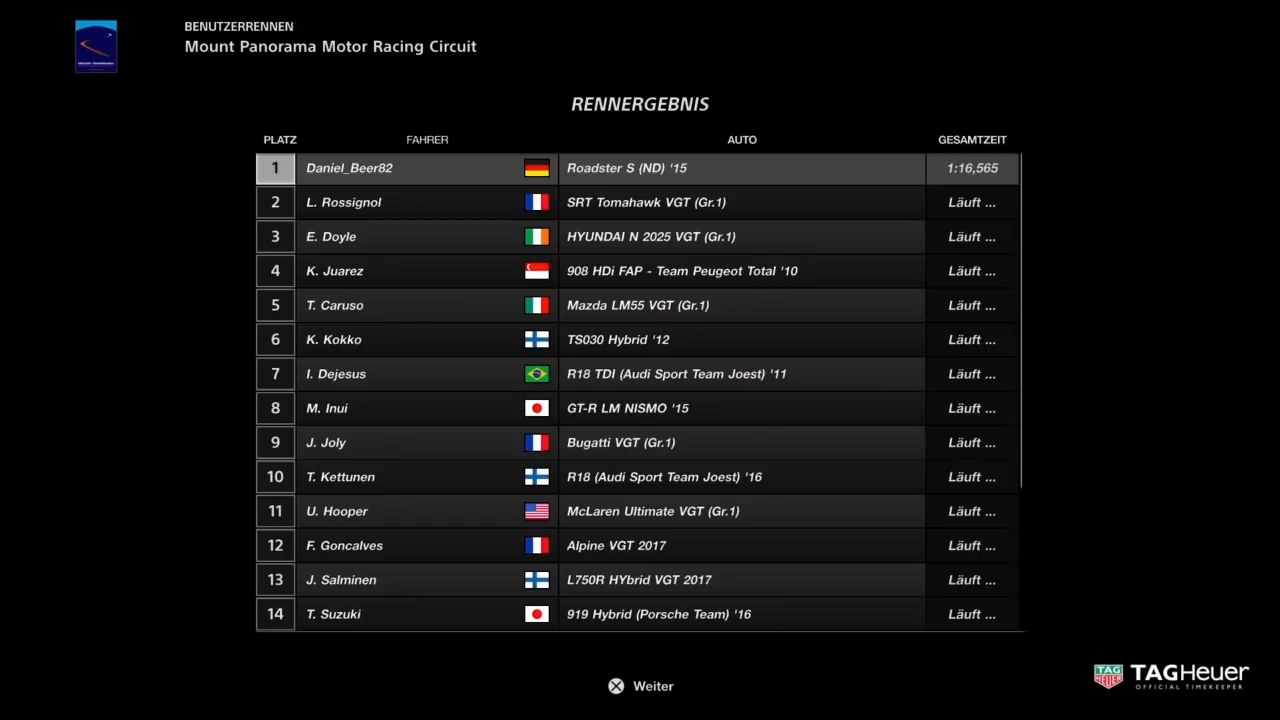 BENUTZERRENNEN
Mount Panorama Motor Racing Circuit
RENNERGEBNIS
PLATZ FAHRER AUTO GESAMTZEIT
1 Daniel_Beer82 Roadster S (ND) '15 1:16,565
2 L. Rossignol SRT Tomahawk VGT (Gr.1) Läuft ...
3 E. Doyle HYUNDAI N 2025 VGT (Gr.1) Läuft ...
4 K. Juarez 908 HDi FAP - Team Peugeot Total '10 Läuft ...
5 T. Caruso Mazda LM55 VGT (Gr.1) Läuft ...
6 K. Kokko TS030 Hybrid '12 Läuft ...
7 I. Dejesus R18 TDI (Audi Sport Team Joest) '11 Läuft ...
8 M. Inui GT-R LM NISMO '15 Läuft ...
9 J. Joly Bugatti VGT (Gr.1) Läuft ...
10 T. Kettunen R18 (Audi Sport Team Joest) '16 Läuft ...
11 U. Hooper McLaren Ultimate VGT (Gr.1) Läuft ...
12 F. Goncalves Alpine VGT 2017 Läuft ...
13 J. Salminen L750R HYbrid VGT 2017 Läuft ...
14 T. Suzuki 919 Hybrid (Porsche Team) '16 Läuft ...
Weiter
TAG HEUER TAGHeuer
OFFICIAL TIMEKEEPER